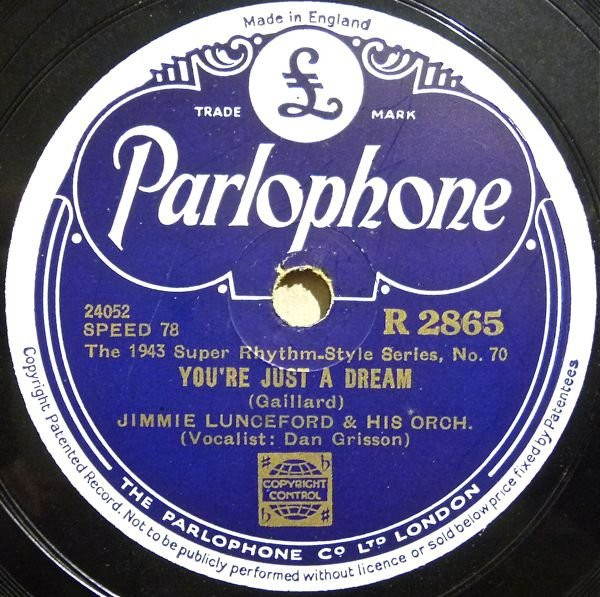 Made in England
£
TRADE MARK
Parlophone
24052
SPEED 78
R 2865
The 1943 Super Rhythm-Style Series, No. 70
YOU'RE JUST A DREAM
(Gaillard)
JIMMIE LUNCEFORD & HIS ORCH.
(Vocalist: Dan Grisson)
COPYRIGHT
CONTROL
THE PARLOPHONE Cº LTD LONDON
Copyright Patented Record. Not to be publicly performed without licence or sold below price fixed by Patentees